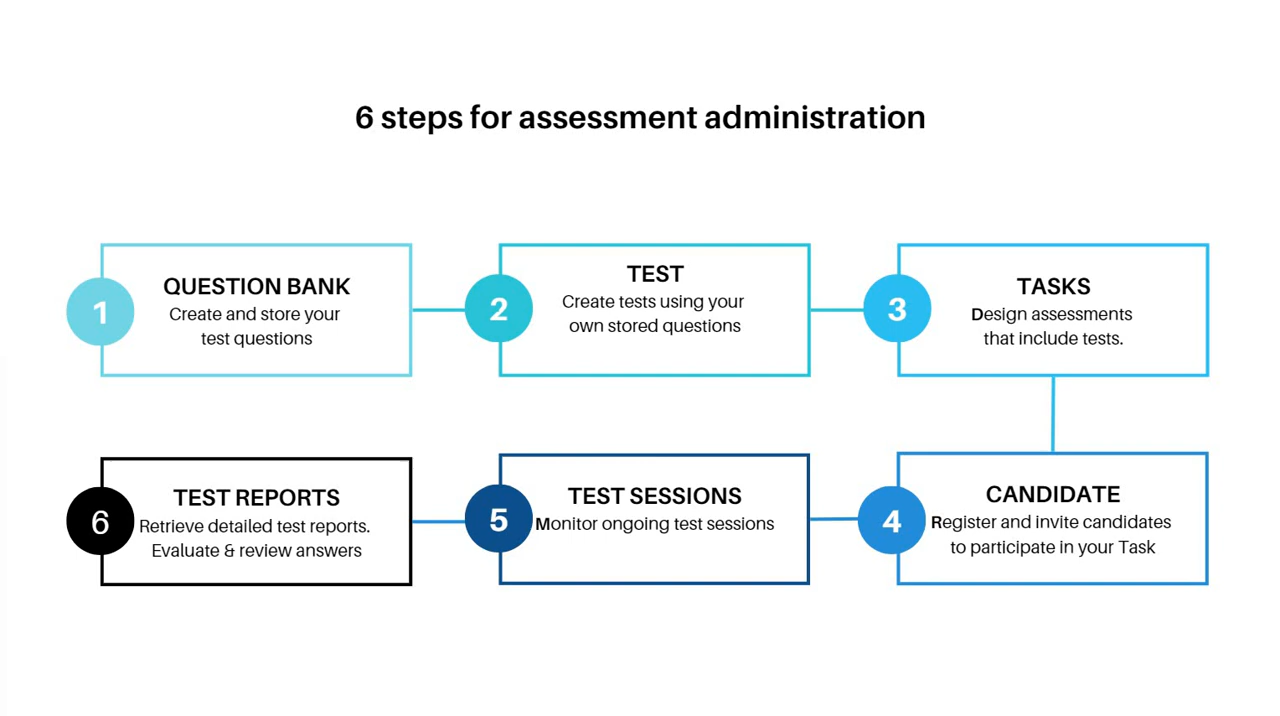 6 steps for assessment administration
1
QUESTION BANK
Create and store your
test questions
2
TEST
Create tests using your
own stored questions
3
TASKS
Design assessments
that include tests.
4
CANDIDATE
Register and invite candidates
to participate in your Task
5
TEST SESSIONS
Monitor ongoing test sessions
6
TEST REPORTS
Retrieve detailed test reports.
Evaluate & review answers